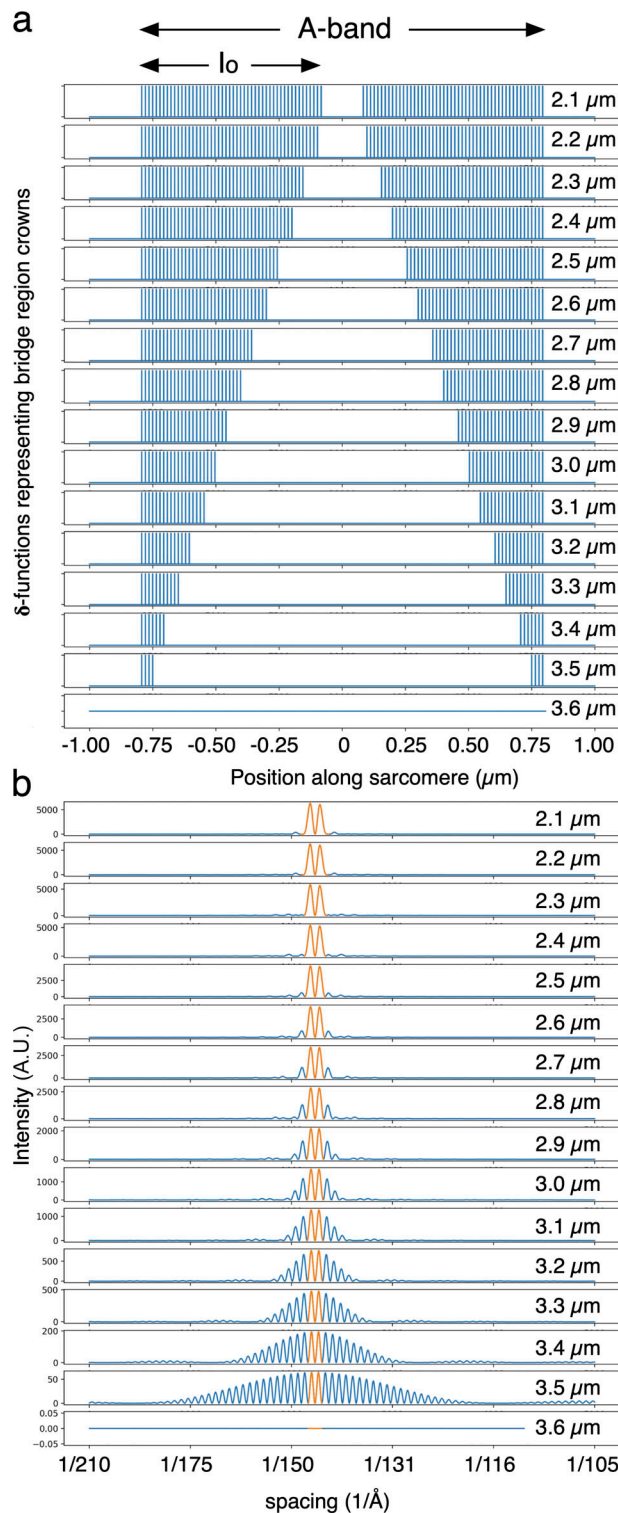 a
A-band
lo
δ-functions representing bridge region crowns
2.1 µm
2.2 µm
2.3 µm
2.4 µm
2.5 µm
2.6 µm
2.7 µm
2.8 µm
2.9 µm
3.0 µm
3.1 µm
3.2 µm
3.3 µm
3.4 µm
3.5 µm
3.6 µm
-1.00 -0.75 -0.50 -0.25 0 0.25 0.50 0.75 1.00
Position along sarcomere (µm)
b
Intensity (A.U.)
5000
0
2.1 µm
5000
0
2.2 µm
5000
0
2.3 µm
5000
0
2.4 µm
2500
0
2.5 µm
2500
0
2.6 µm
2500
0
2.7 µm
2500
0
2.8 µm
2000
0
2.9 µm
1000
0
3.0 µm
1000
0
3.1 µm
500
0
3.2 µm
500
0
3.3 µm
200
0
3.4 µm
50
0
3.5 µm
0.05
0.00
-0.05
3.6 µm
1/210 1/175 1/150 1/131 1/116 1/105
spacing (1/Å)